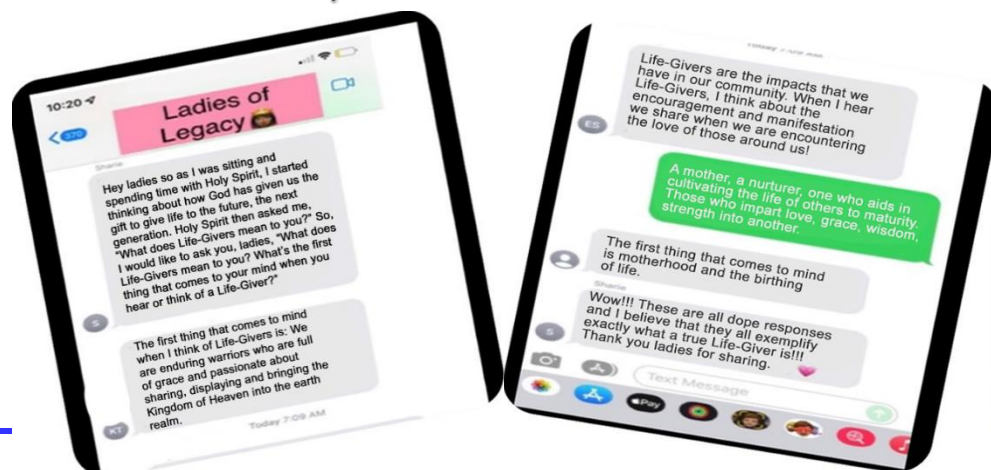 10:20
370
Ladies of
Legacy
Sharie
Hey ladies so as I was sitting and
spending time with Holy Spirit, I started
thinking about how God has given us the
gift to give life to the future, the next
generation. Holy Spirit then asked me,
"What does Life-Givers mean to you?" So,
I would like to ask you, ladies, "What does
Life-Givers mean to you? What's the first
thing that comes to your mind when you
hear or think of a Life-Giver?"
S
The first thing that comes to mind
when I think of Life-Givers is: We
are enduring warriors who are full
of grace and passionate about
sharing, displaying and bringing the
Kingdom of Heaven into the earth
realm.
KT
Today 7:09 AM
Today 7:09 AM
Life-Givers are the impacts that we
have in our community. When I hear
Life-Givers, I think about the
encouragement and manifestation
we share when we are encountering
the love of those around us!
ES
A mother, a nurturer, one who aids in
cultivating the life of others to maturity.
Those who impart love, grace, wisdom,
strength into another.
The first thing that comes to mind
is motherhood and the birthing
of life.
Sharie
Wow!!! These are all dope responses
and I believe that they all exemplify
exactly what a true Life-Giver is!!!
Thank you ladies for sharing.
S
Text Message
Pay